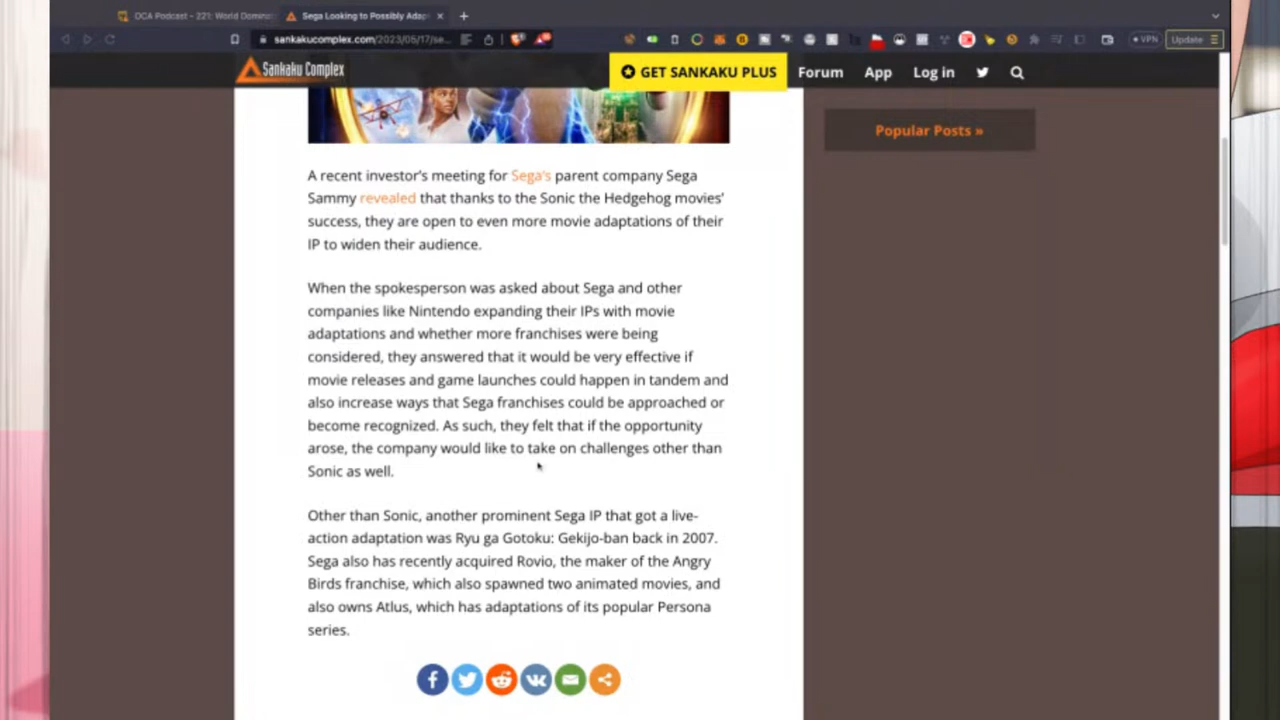 OCA Podcast - 221: World Domina
Sega Looking to Possibly Adap
sankakucomplex.com/2023/05/17/se...
VPN
Update
Sankaku Complex
GET SANKAKU PLUS
Forum
App
Log in
Popular Posts »
A recent investor's meeting for Sega's parent company Sega
Sammy revealed that thanks to the Sonic the Hedgehog movies'
success, they are open to even more movie adaptations of their
IP to widen their audience.
When the spokesperson was asked about Sega and other
companies like Nintendo expanding their IPs with movie
adaptations and whether more franchises were being
considered, they answered that it would be very effective if
movie releases and game launches could happen in tandem and
also increase ways that Sega franchises could be approached or
become recognized. As such, they felt that if the opportunity
arose, the company would like to take on challenges other than
Sonic as well.
Other than Sonic, another prominent Sega IP that got a live-
action adaptation was Ryu ga Gotoku: Gekijo-ban back in 2007.
Sega also has recently acquired Rovio, the maker of the Angry
Birds franchise, which also spawned two animated movies, and
also owns Atlus, which has adaptations of its popular Persona
series.